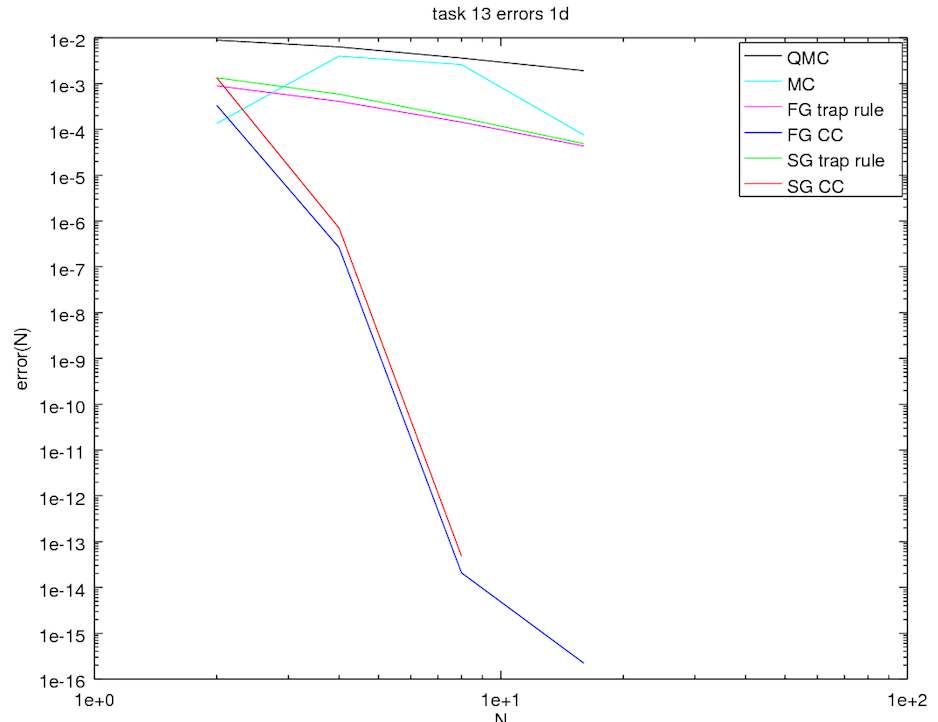 task 13 errors 1d
1e-2
1e-3
1e-4
1e-5
1e-6
1e-7
1e-8
1e-9
1e-10
1e-11
1e-12
1e-13
1e-14
1e-15
1e-16
error(N)
QMC
MC
FG trap rule
FG CC
SG trap rule
SG CC
1e+0
1e+1
1e+2
N